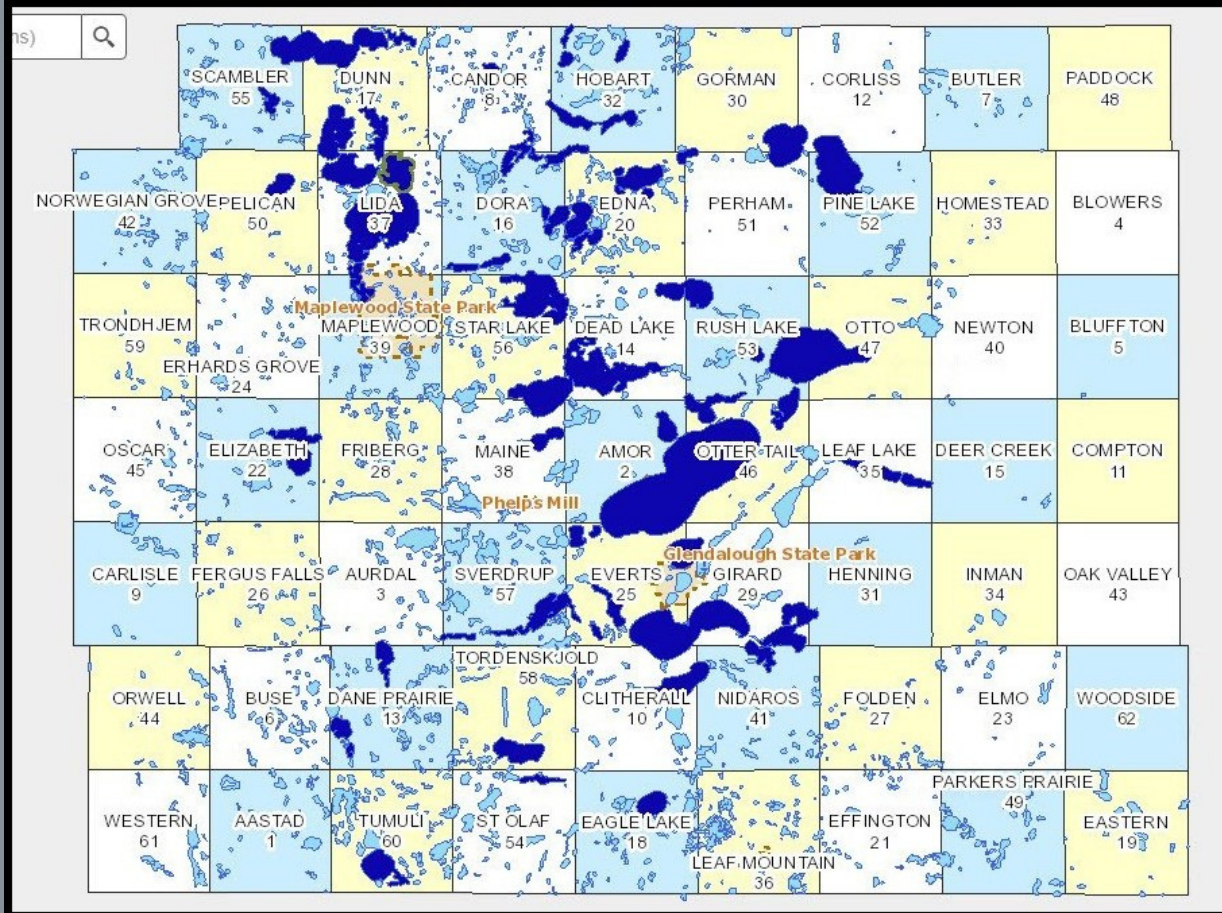 ns)
SCAMBLER
55
DUNN
17
CANDOR
8
HOBART
32
GORMAN
30
CORLISS
12
BUTLER
7
PADDOCK
48
NORWEGIAN GROVE
42
PELICAN
50
LIDA
37
DORA
16
EDNA
20
PERHAM
51
PINE LAKE
52
HOMESTEAD
33
BLOWERS
4
Maplewood State Park
TRONDHJEM
59
ERHARDS GROVE
24
MAPLEWOOD
39
STAR LAKE
56
DEAD LAKE
14
RUSH LAKE
53
OTTO
47
NEWTON
40
BLUFFTON
5
OSCAR
45
ELIZABETH
22
FRIBERG
28
MAINE
38
AMOR
2
OTTER TAIL
46
LEAF LAKE
35
DEER CREEK
15
COMPTON
11
Phelps Mill
Glendalough State Park
CARLISLE
9
FERGUS FALLS
26
AURDAL
3
SVERDRUP
57
EVERTS
25
GIRARD
29
HENNING
31
INMAN
34
OAK VALLEY
43
ORWELL
44
BUSE
6
DANE PRAIRIE
13
TORDENSKJOLD
58
CLITHERALL
10
NIDAROS
41
FOLDEN
27
ELMO
23
WOODSIDE
62
WESTERN
61
AASTAD
1
TUMULI
60
ST OLAF
54
EAGLE LAKE
18
LEAF MOUNTAIN
36
EFFINGTON
21
PARKERS PRAIRIE
49
EASTERN
19